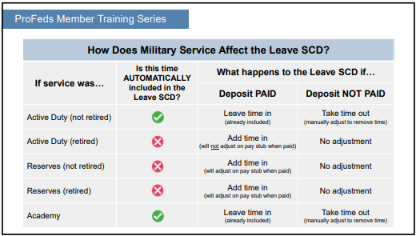 ProFeds Member Training Series
How Does Military Service Affect the Leave SCD?
If service was...
Is this time
AUTOMATICALLY
included in the
Leave SCD?
What happens to the Leave SCD if...
Deposit PAID
Deposit NOT PAID
Active Duty (not retired)
Leave time in
(already included)
Take time out
(manually adjust to remove time)
Active Duty (retired)
Add time in
(will not adjust on pay stub when paid)
No adjustment
Reserves (not retired)
Add time in
(will adjust on pay stub when paid)
No adjustment
Reserves (retired)
Add time in
(will adjust on pay stub when paid)
No adjustment
Academy
Leave time in
(already included)
Take time out
(manually adjust to remove time)